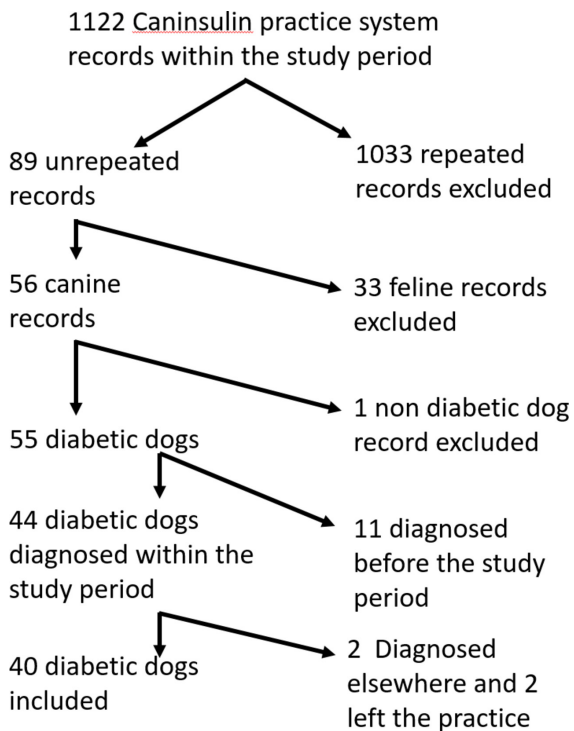 1122 Caninsulin practice system
records within the study period
89 unrepeated
records
1033 repeated
records excluded
56 canine
records
33 feline records
excluded
1 non diabetic dog
record excluded
55 diabetic dogs
44 diabetic dogs
diagnosed within the
study period
11 diagnosed
before the study
period
40 diabetic dogs
included
2 Diagnosed
elsewhere and 2
left the practice